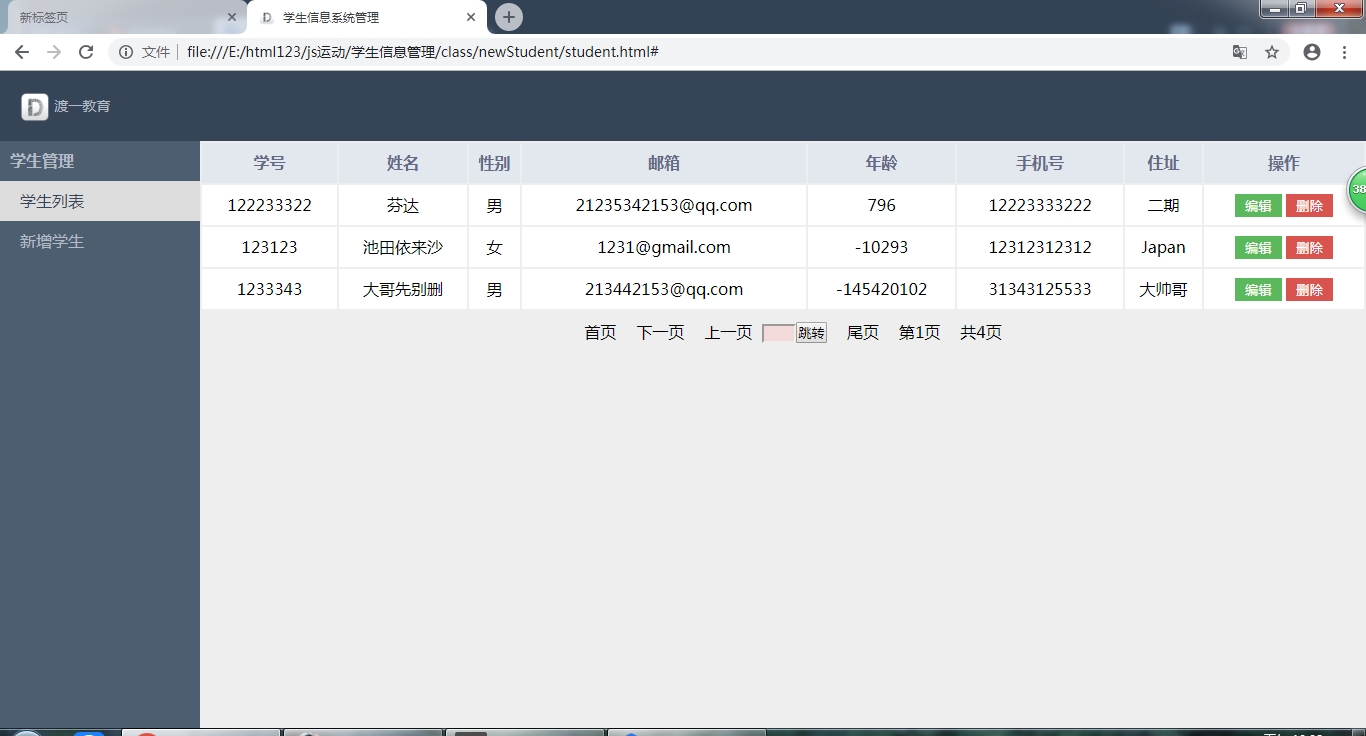 新标签页
学生信息系统管理
文件 file:///E:/html123/js运动/学生信息管理/class/newStudent/student.html#
渡一教育
学生管理
学生列表
新增学生
学号 姓名 性别 邮箱 年龄 手机号 住址 操作
122233322 芬达 男 21235342153@qq.com 796 12223333222 二期 编辑 删除
123123 池田依来沙 女 1231@gmail.com -10293 12312312312 Japan 编辑 删除
1233343 大哥先别删 男 213442153@qq.com -145420102 31343125533 大帅哥 编辑 删除
首页 下一页 上一页 跳转 尾页 第1页 共4页
38